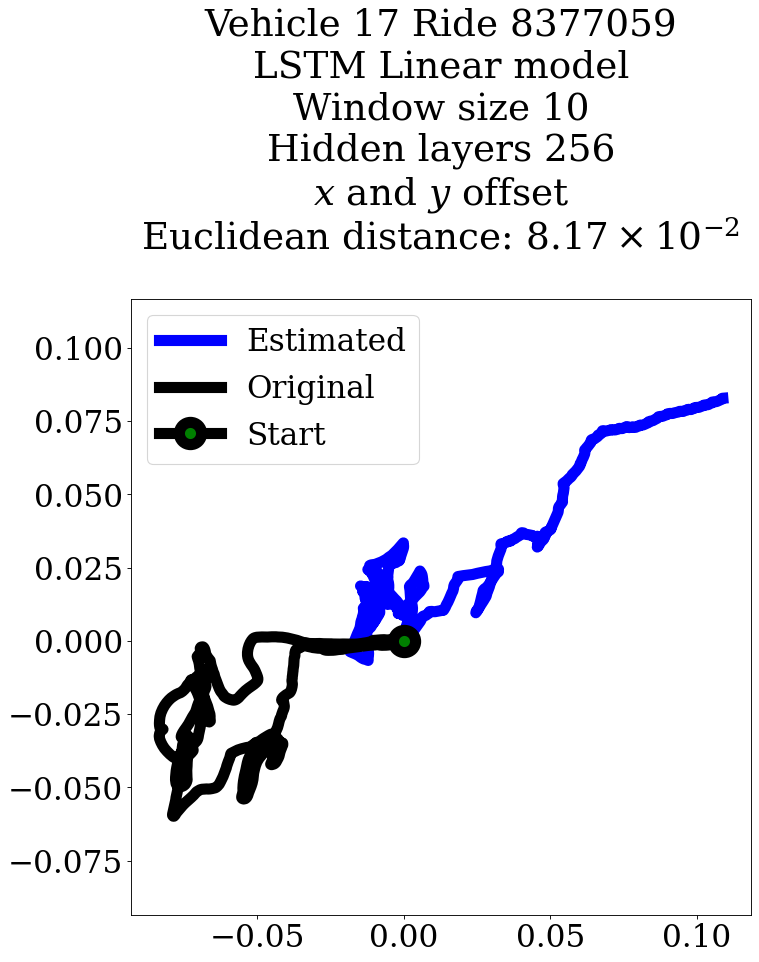 Vehicle 17 Ride 8377059
LSTM Linear model
Window size 10
Hidden layers 256
x and y offset
Euclidean distance: 8.17 × 10⁻²
Estimated
Original
Start
0.100
0.075
0.050
0.025
0.000
−0.025
−0.050
−0.075
−0.05 0.00 0.05 0.10